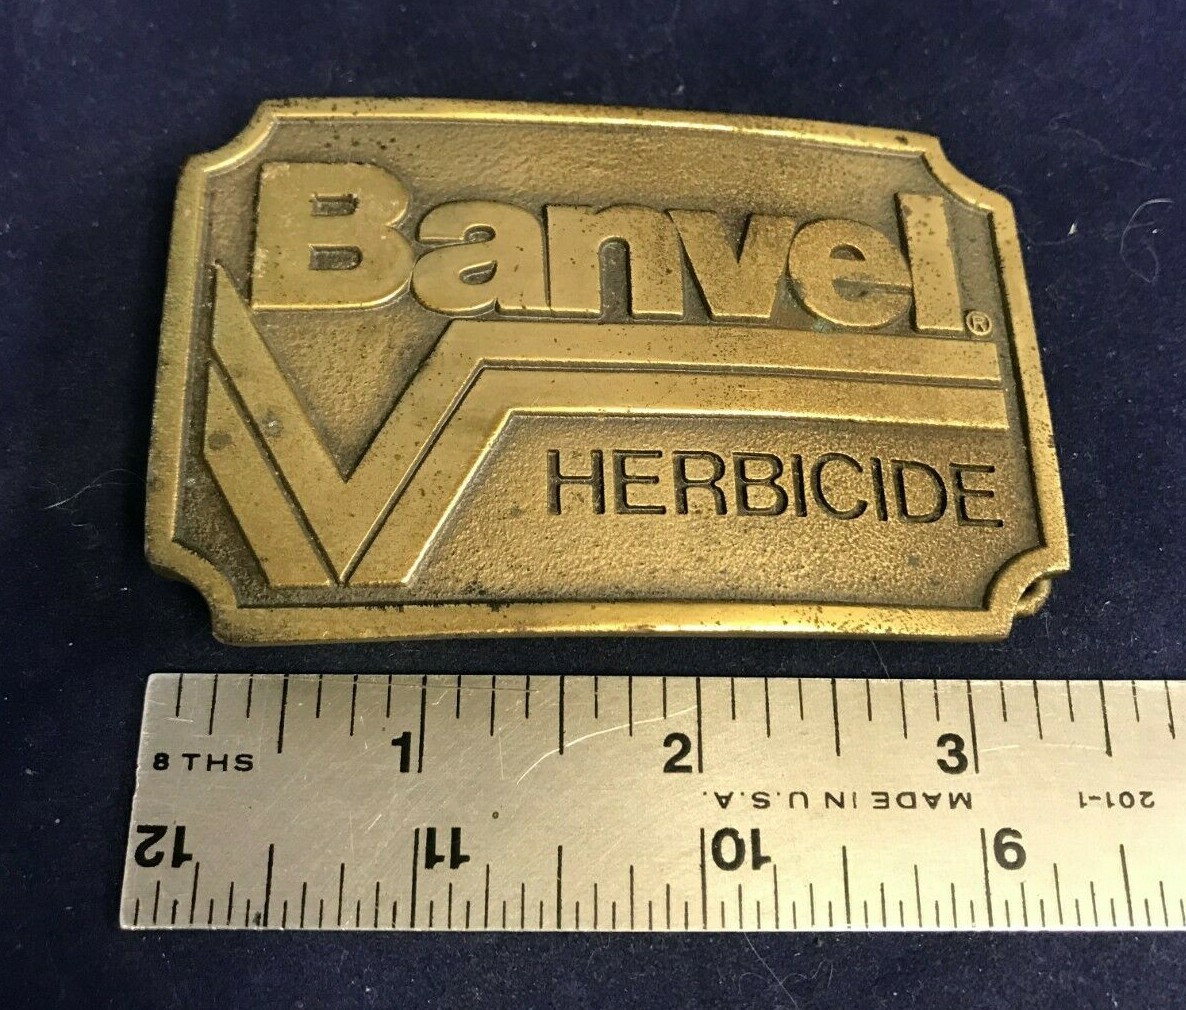 Banvel®
HERBICIDE
1 2 3
8 THS
MADE IN U.S.A. 201-1
12 11 10 9